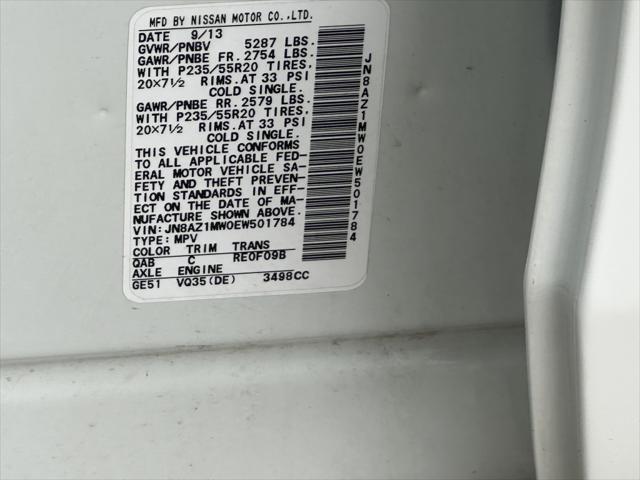 MFD BY NISSAN MOTOR CO.,LTD.
DATE 9/13
GVWR/PNBV 5287 LBS.
GAWR/PNBE FR. 2754 LBS.
WITH P235/55R20 TIRES,
20×7½ RIMS.AT 33 PSI
COLD SINGLE.
GAWR/PNBE RR. 2579 LBS.
WITH P235/55R20 TIRES,
20×7½ RIMS.AT 33 PSI
COLD SINGLE.
THIS VEHICLE CONFORMS
TO ALL APPLICABLE FED-
ERAL MOTOR VEHICLE SA-
FETY AND THEFT PREVEN-
TION STANDARDS IN EFF-
ECT ON THE DATE OF MA-
NUFACTURE SHOWN ABOVE.
VIN: JN8AZ1MW0EW501784
TYPE: MPV
COLOR TRIM TRANS
QAB C RE0F09B
AXLE ENGINE
GE51 VQ35(DE) 3498CC
JN8AZ1MW0EW501784